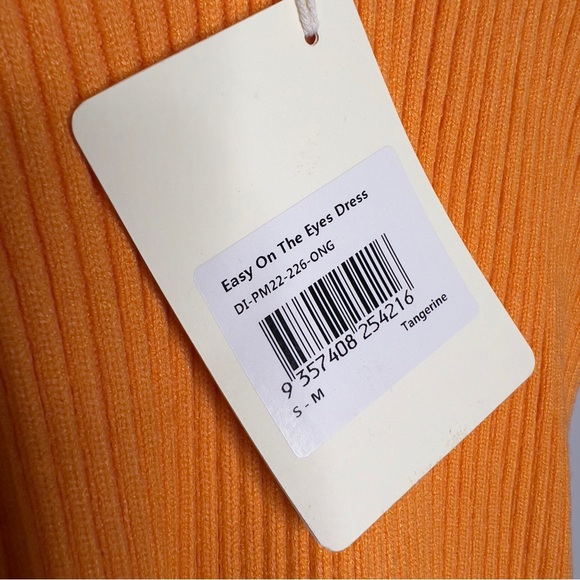 Easy On The Eyes Dress
DI-PM22-226-ONG
9 357408 254216
S - M
Tangerine